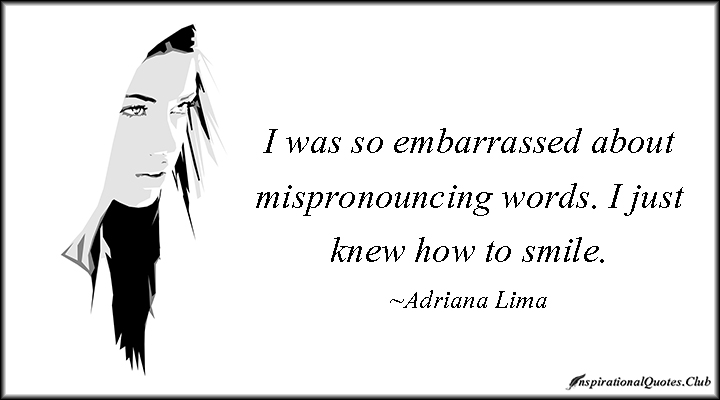 I was so embarrassed about
mispronouncing words. I just
knew how to smile.
~Adriana Lima
InspirationalQuotes.Club